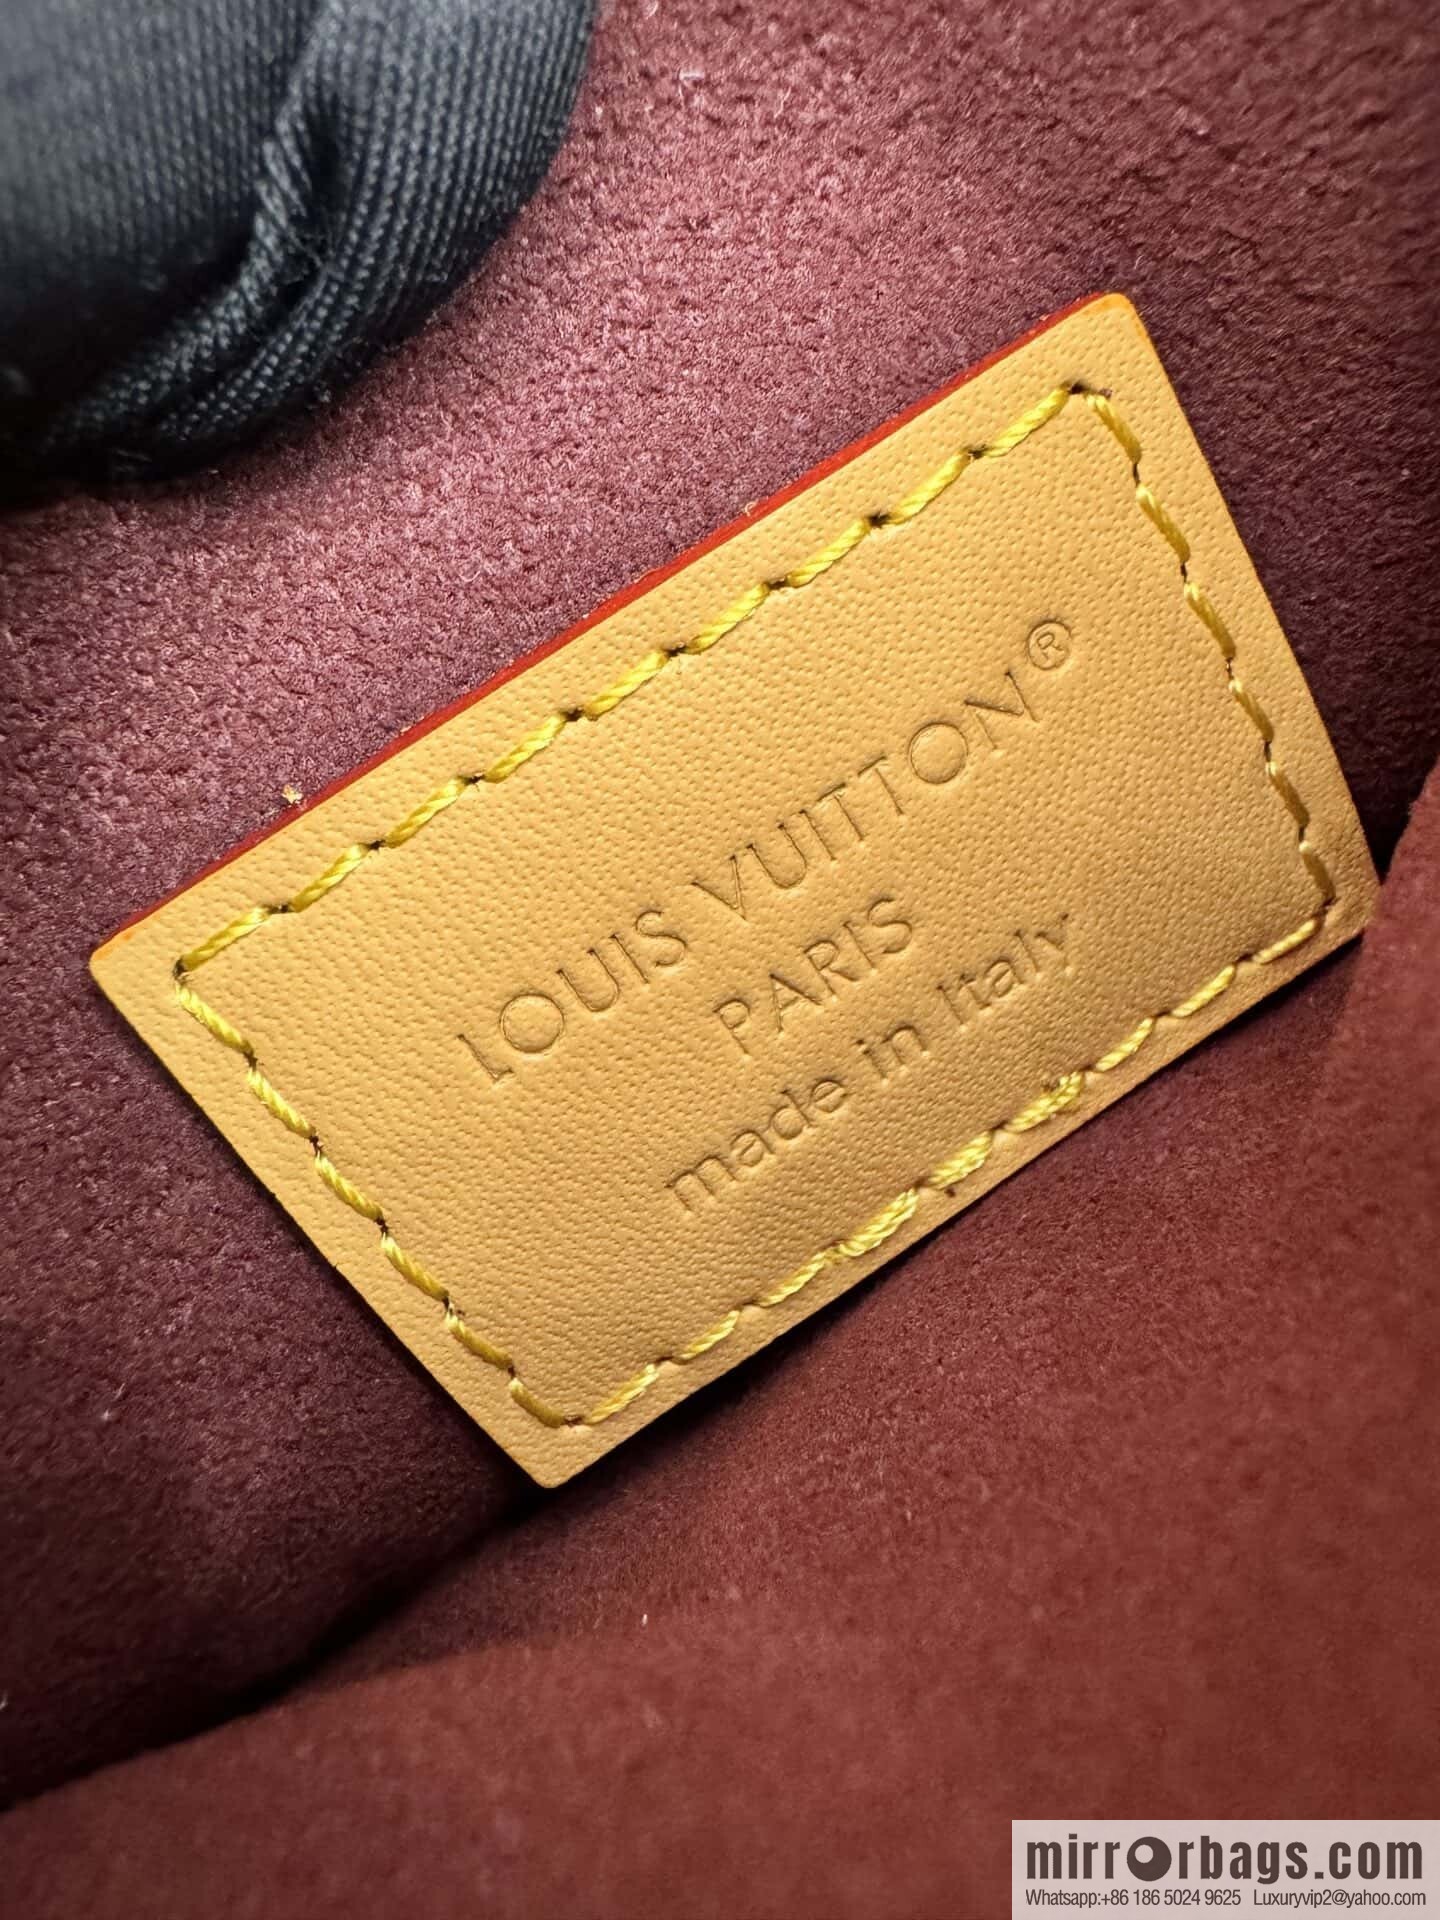 LOUIS VUITTON®
PARIS
made in Italy
mirrorbags.com
Whatsapp:+86 186 5024 9625 Luxuryvip2@yahoo.com